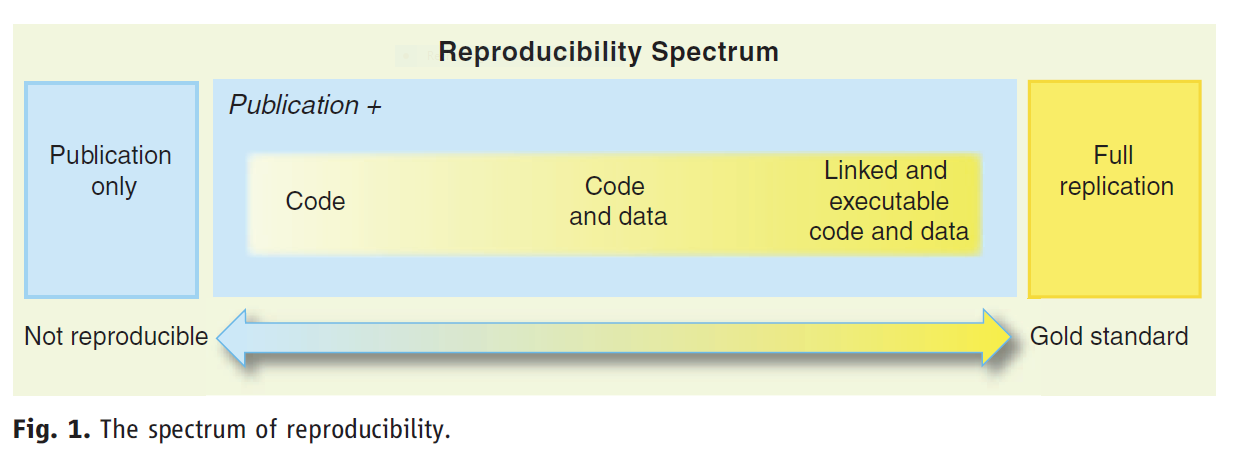 Reproducibility Spectrum
Publication
only
Publication +
Code
Code
and data
Linked and
executable
code and data
Full
replication
Not reproducible
Gold standard
Fig. 1. The spectrum of reproducibility.